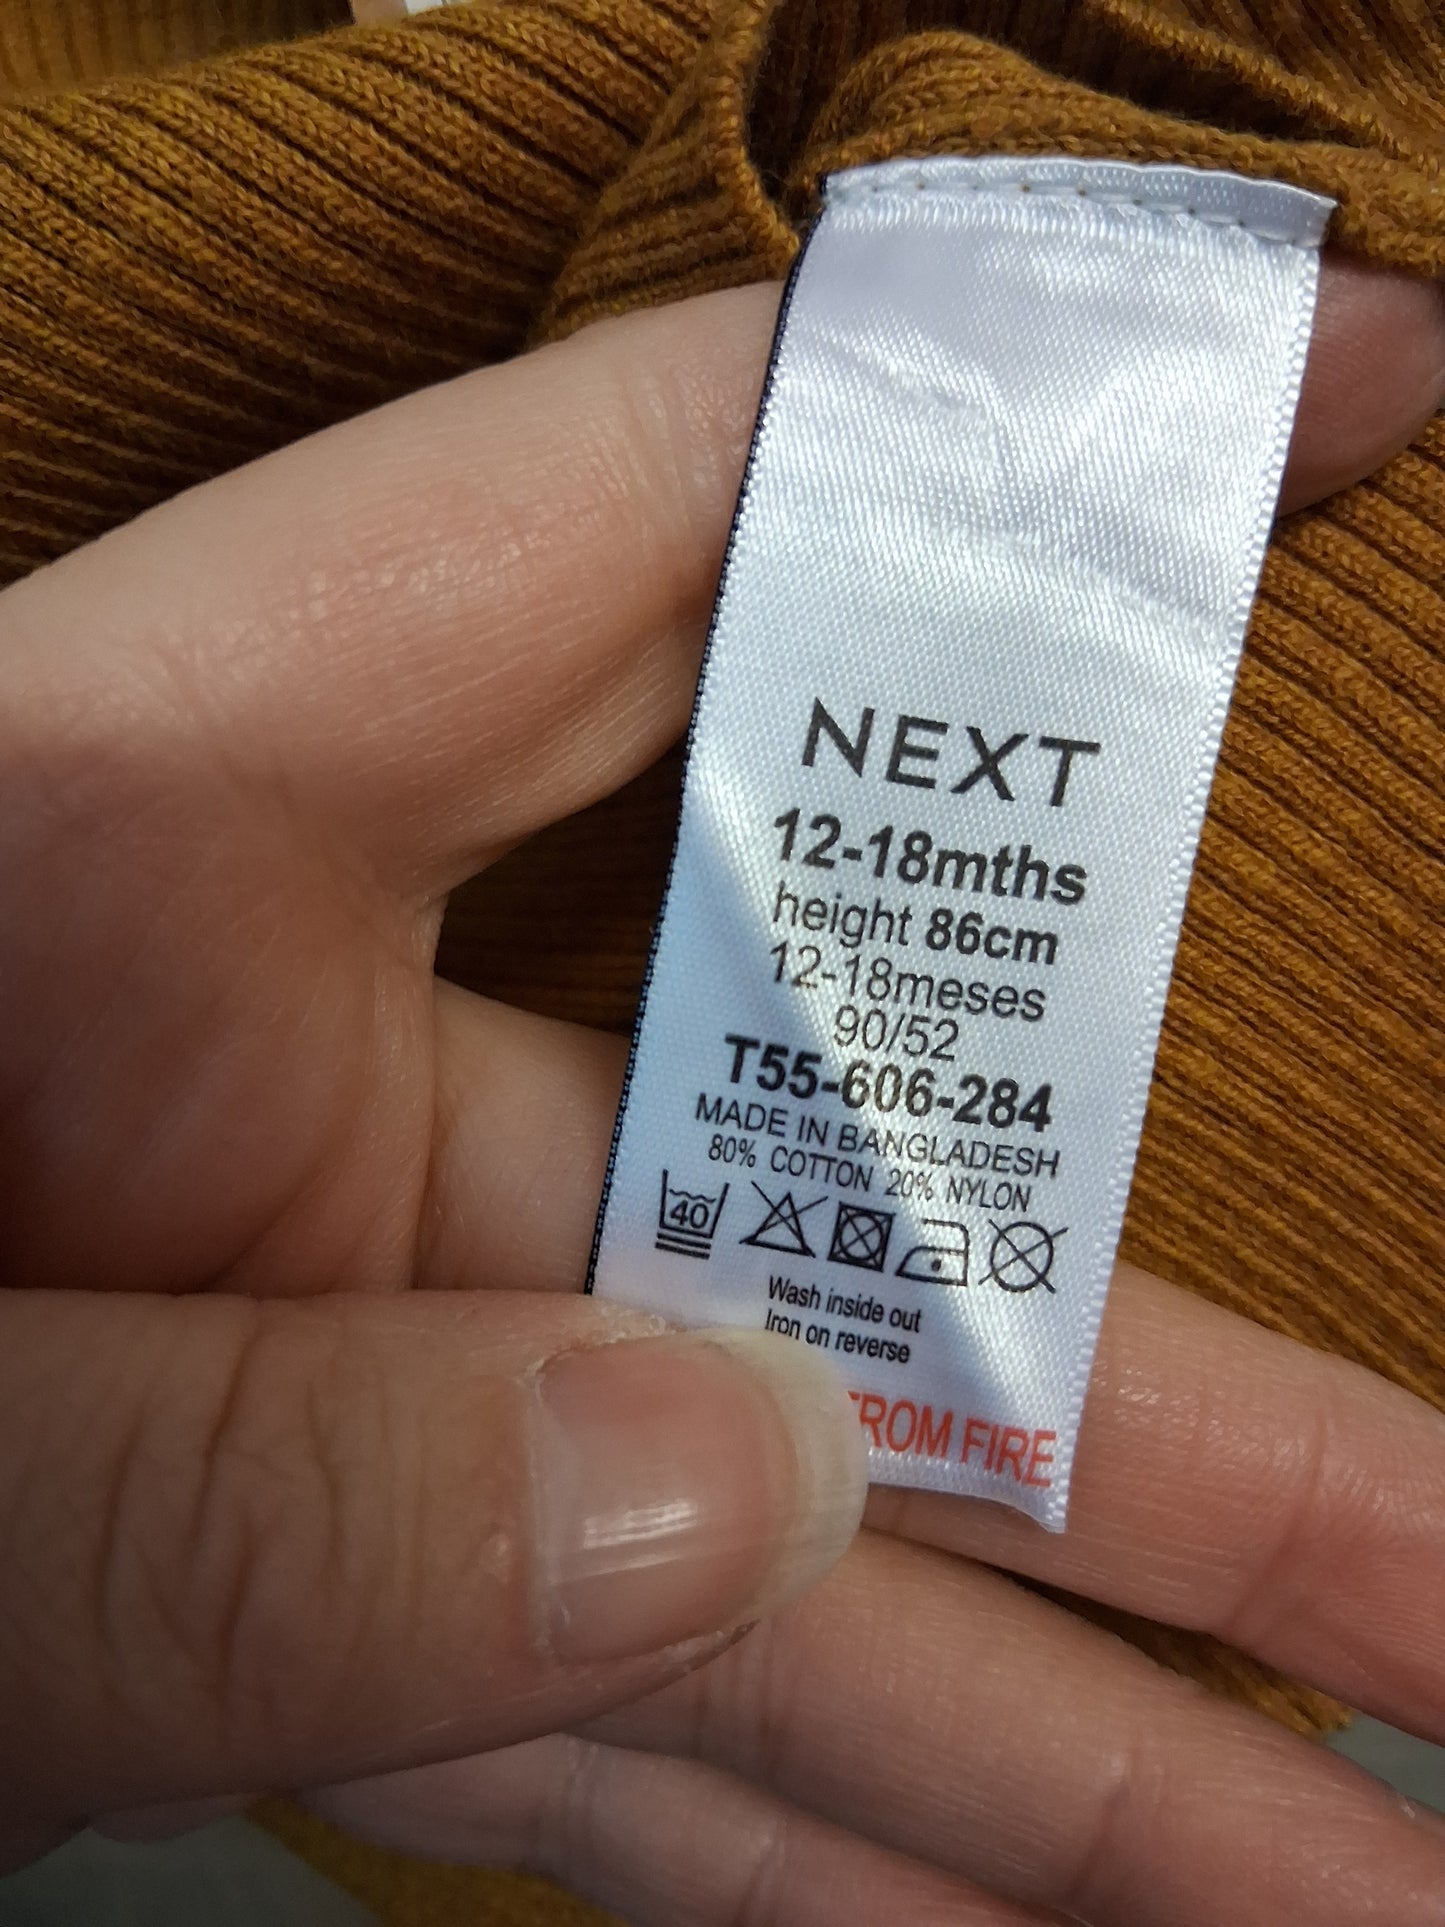 NEXT
12-18mths
height 86cm
12-18meses
90/52
T55-606-284
MADE IN BANGLADESH
80% COTTON 20% NYLON
40
Wash inside out
Iron on reverse
FROM FIRE